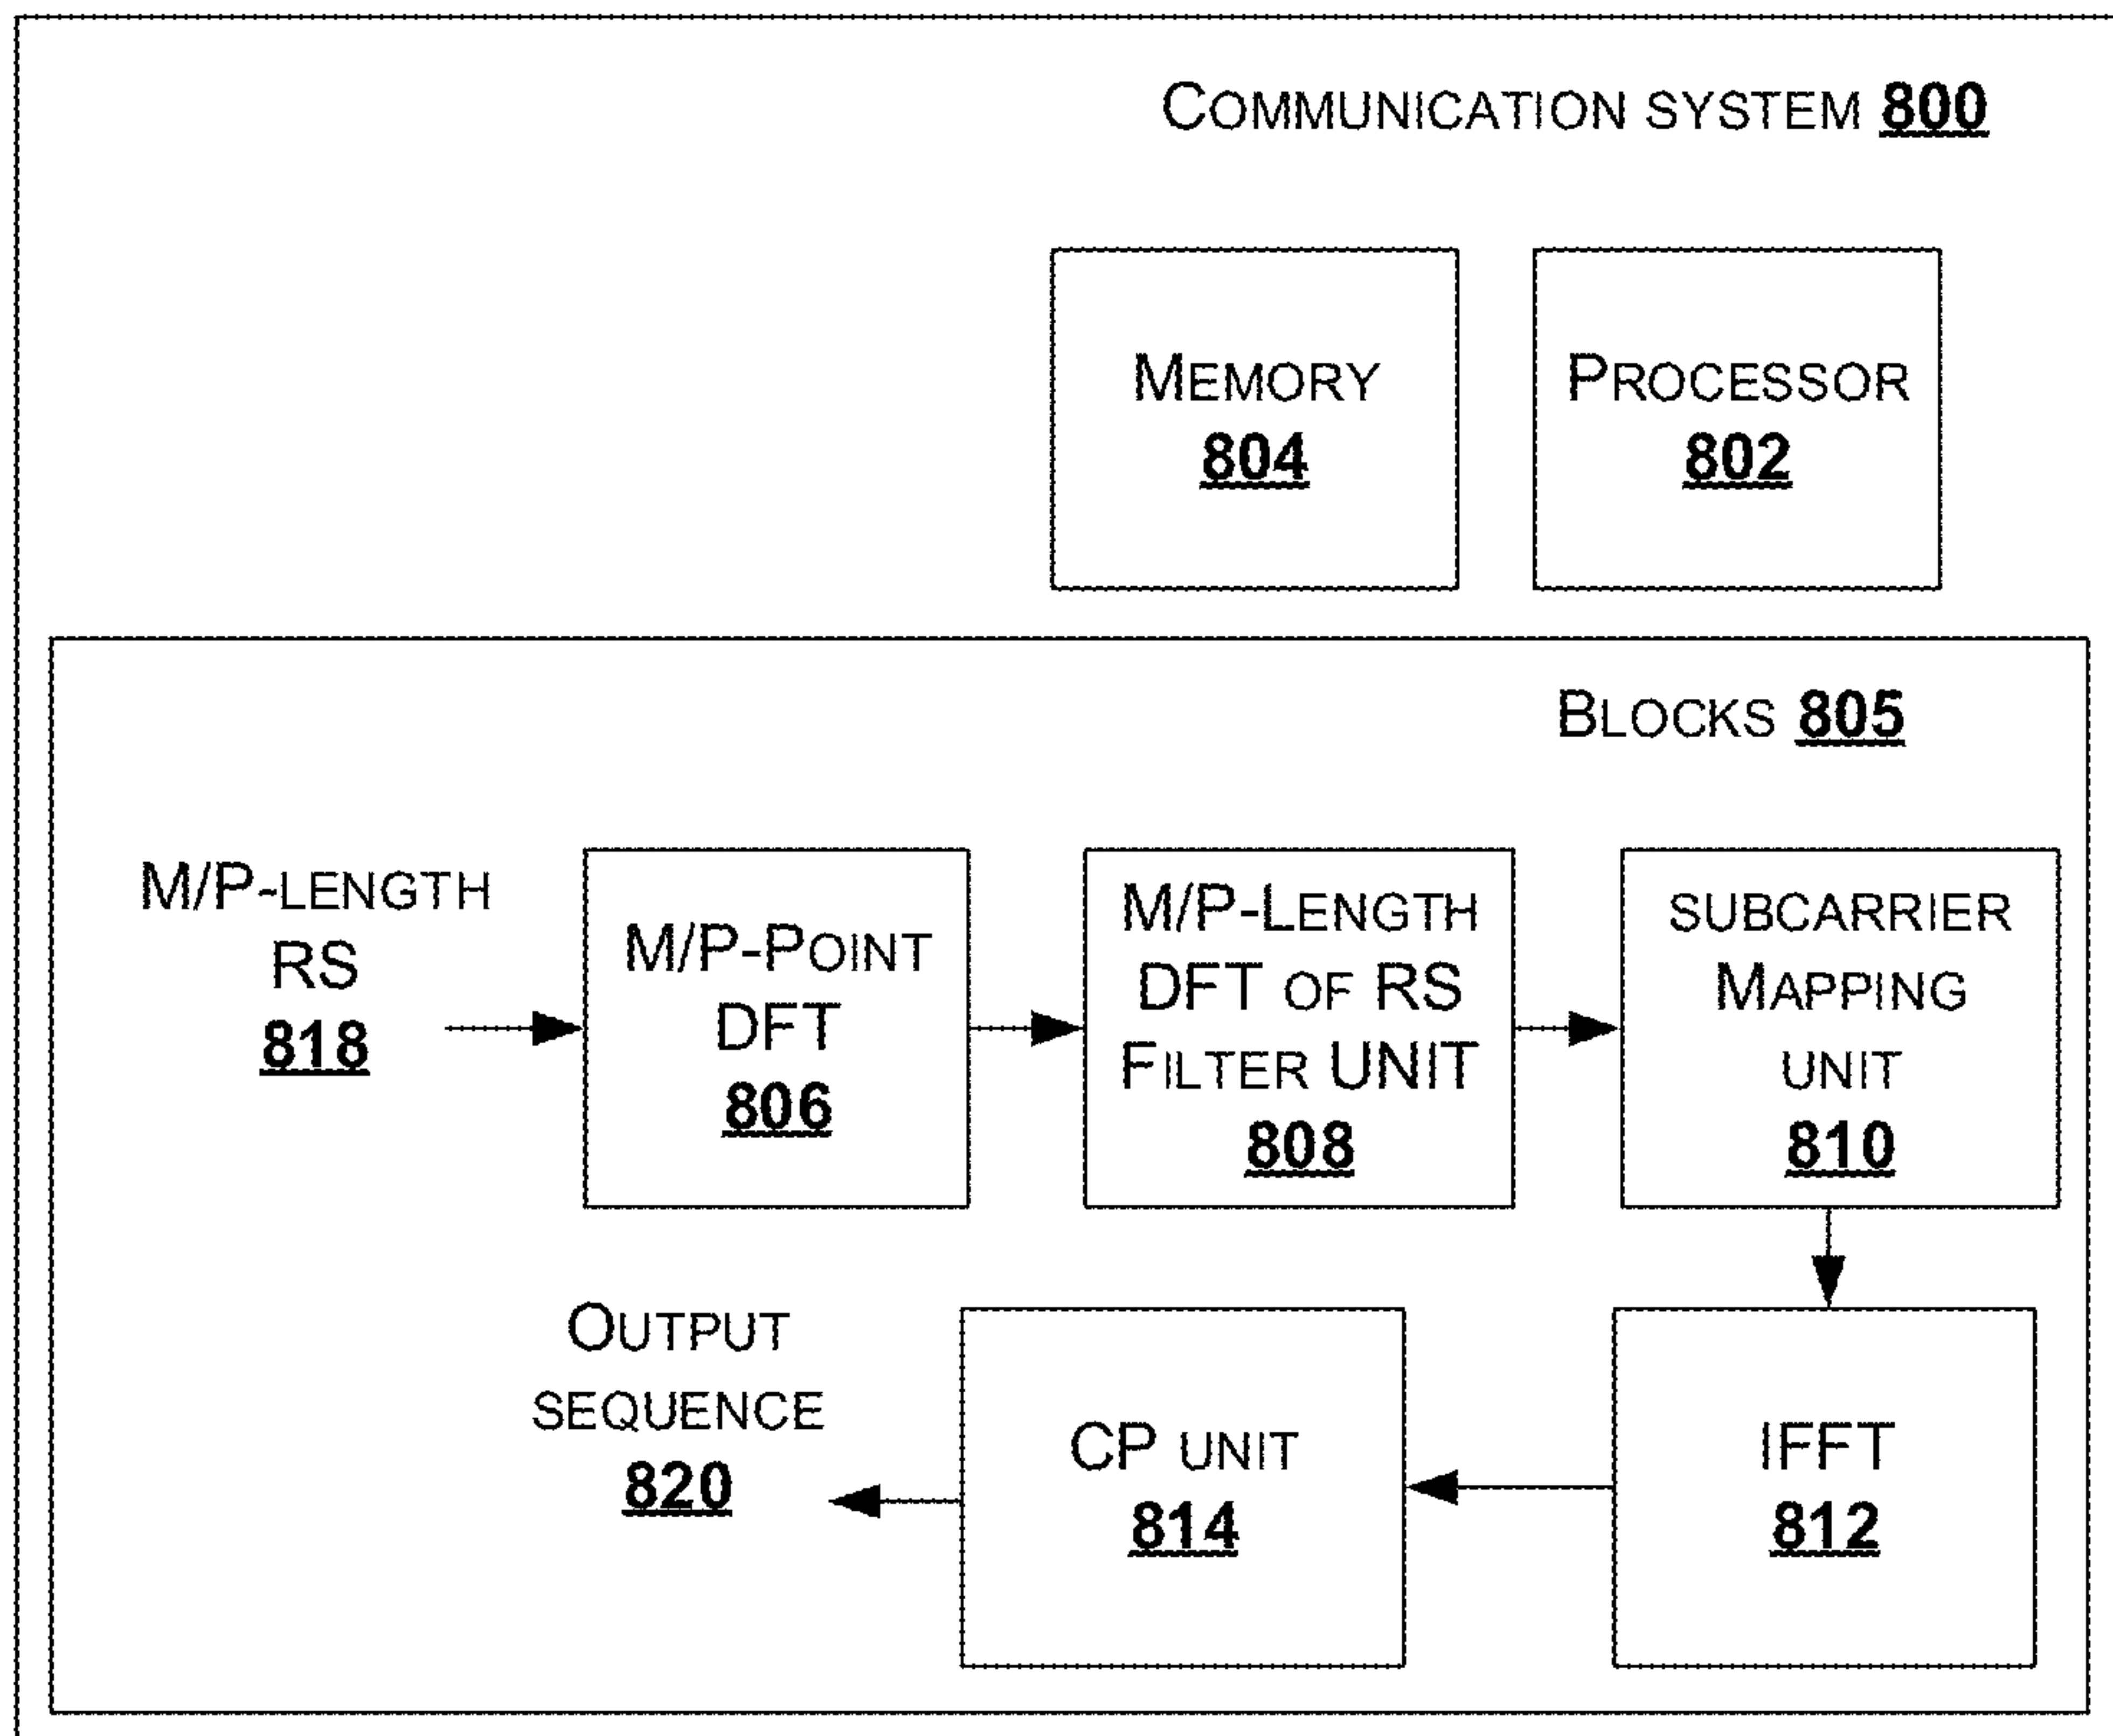 COMMUNICATION SYSTEM 800
MEMORY
804
PROCESSOR
802
BLOCKS 805
M/P-LENGTH
RS
818
M/P-POINT
DFT
806
M/P-LENGTH
DFT OF RS
FILTER UNIT
808
SUBCARRIER
MAPPING
UNIT
810
OUTPUT
SEQUENCE
820
CP UNIT
814
IFFT
812